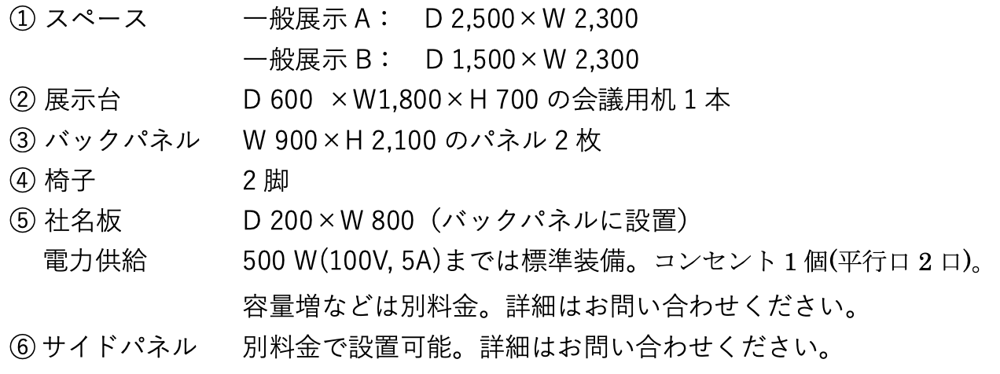 ① スペース 一般展示 A： D 2,500×W 2,300
一般展示 B： D 1,500×W 2,300
② 展示台 D 600 ×W1,800×H 700 の会議用机 1 本
③ バックパネル W 900×H 2,100 のパネル 2 枚
④ 椅子 2 脚
⑤ 社名板 D 200×W 800（バックパネルに設置）
電力供給 500 W(100V, 5A)までは標準装備。コンセント 1 個(平行口 2 口)。
容量増などは別料金。詳細はお問い合わせください。
⑥ サイドパネル 別料金で設置可能。詳細はお問い合わせください。